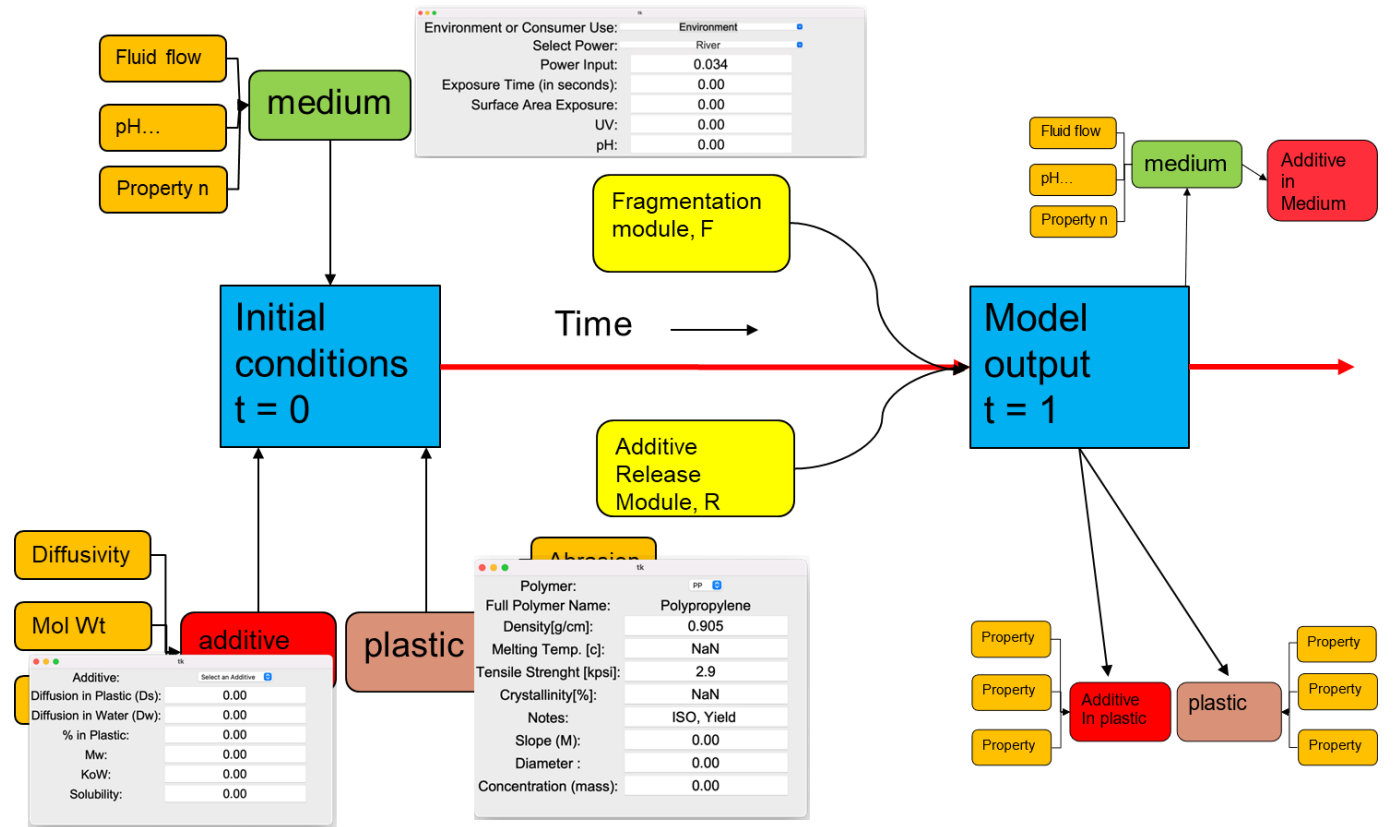 Fluid flow
pH...
Property n
medium
tk
Environment or Consumer Use: Environment
Select Power: River
Power Input: 0.034
Exposure Time (in seconds): 0.00
Surface Area Exposure: 0.00
UV: 0.00
pH: 0.00
Fragmentation
module, F
Fluid flow
pH...
Property n
medium
Additive
in
Medium
Initial
conditions
t = 0
Time
Model
output
t = 1
Additive
Release
Module, R
Diffusivity
Mol Wt
additive
plastic
Abrasion
tk
Additive: Select an Additive
Diffusion in Plastic (Ds): 0.00
Diffusion in Water (Dw): 0.00
% in Plastic: 0.00
Mw: 0.00
KoW: 0.00
Solubility: 0.00
tk
Polymer: PP
Full Polymer Name: Polypropylene
Density[g/cm]: 0.905
Melting Temp. [c]: NaN
Tensile Strenght [kpsi]: 2.9
Crystallinity[%]: NaN
Notes: ISO, Yield
Slope (M): 0.00
Diameter : 0.00
Concentration (mass): 0.00
Property
Property
Property
Additive
In plastic
plastic
Property
Property
Property